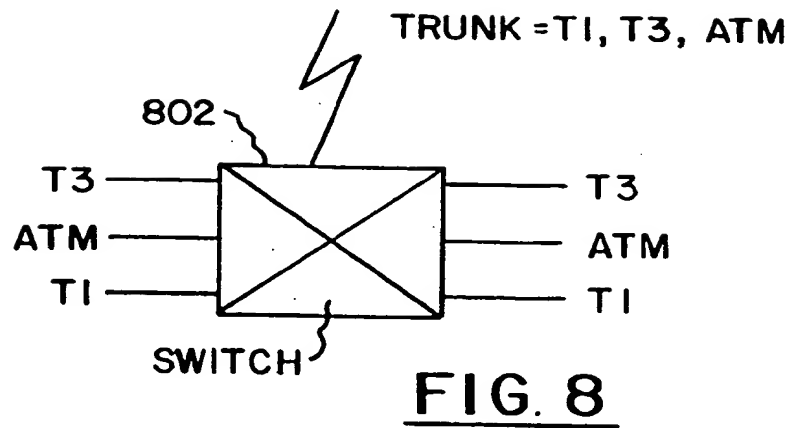 TRUNK = T1, T3, ATM
802
T3
T3
ATM
ATM
T1
T1
SWITCH
FIG. 8